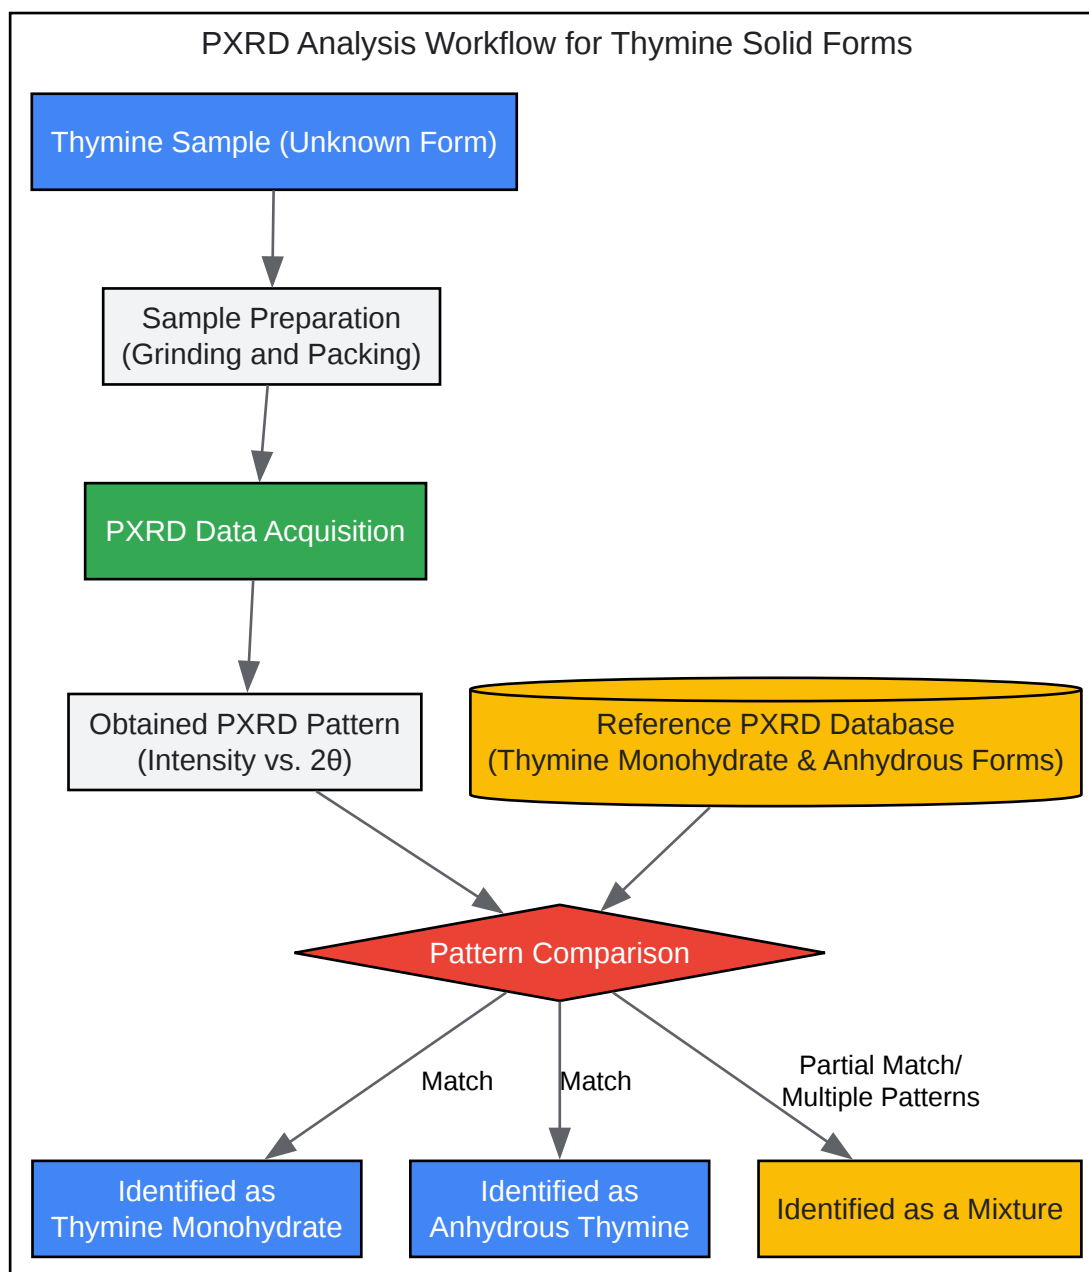 PXRD Analysis Workflow for Thymine Solid Forms
Thymine Sample (Unknown Form)
Sample Preparation
(Grinding and Packing)
PXRD Data Acquisition
Obtained PXRD Pattern
(Intensity vs. 2θ)
Reference PXRD Database
(Thymine Monohydrate & Anhydrous Forms)
Pattern Comparison
Match
Match
Partial Match/
Multiple Patterns
Identified as
Thymine Monohydrate
Identified as
Anhydrous Thymine
Identified as a Mixture